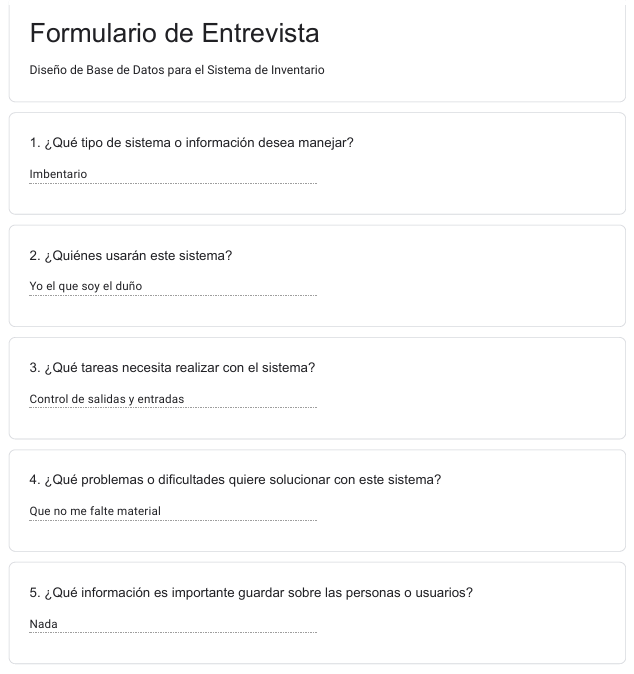 Formulario de Entrevista
Diseño de Base de Datos para el Sistema de Inventario
1. ¿Qué tipo de sistema o información desea manejar?
Imbentario
2. ¿Quiénes usarán este sistema?
Yo el que soy el duño
3. ¿Qué tareas necesita realizar con el sistema?
Control de salidas y entradas
4. ¿Qué problemas o dificultades quiere solucionar con este sistema?
Que no me falte material
5. ¿Qué información es importante guardar sobre las personas o usuarios?
Nada